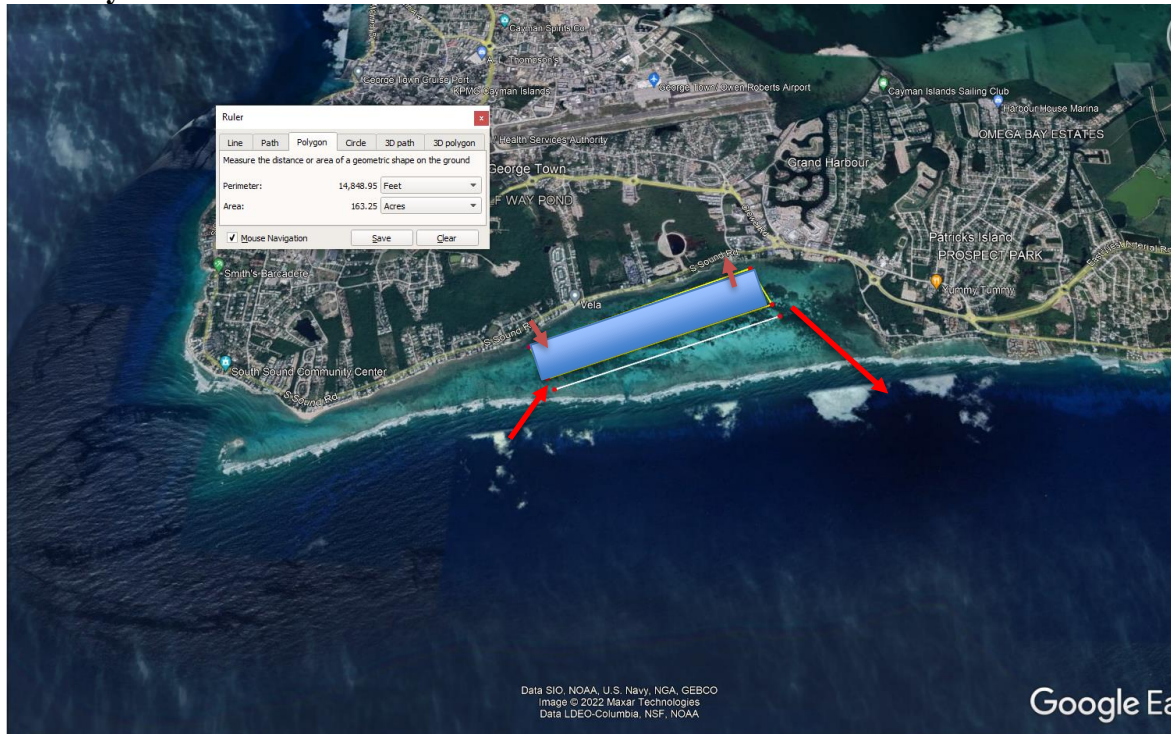 Cayman Spirits Co
A. L. Thompson's
George Town Cruise Port
KPMG Cayman Islands
George Town/ Owen Roberts Airport
Cayman Islands Sailing Club
Harbour House Marina
OMEGA BAY ESTATES
Ruler
x
Line Path Polygon Circle 3D path 3D polygon
Measure the distance or area of a geometric shape on the ground
Perimeter: 14,848.95 Feet
Area: 163.25 Acres
Mouse Navigation Save Clear
Health Services Authority
George Town
F WAY POND
Grand Harbour
Patricks Island
PROSPECT PARK
Yummy Tummy
Smith's Barcadere
S Sound Rd
Vela
S Sound R
South Sound Community Center
S Sound Rd
Data SIO, NOAA, U.S. Navy, NGA, GEBCO
Image © 2022 Maxar Technologies
Data LDEO-Columbia, NSF, NOAA
Google Ea